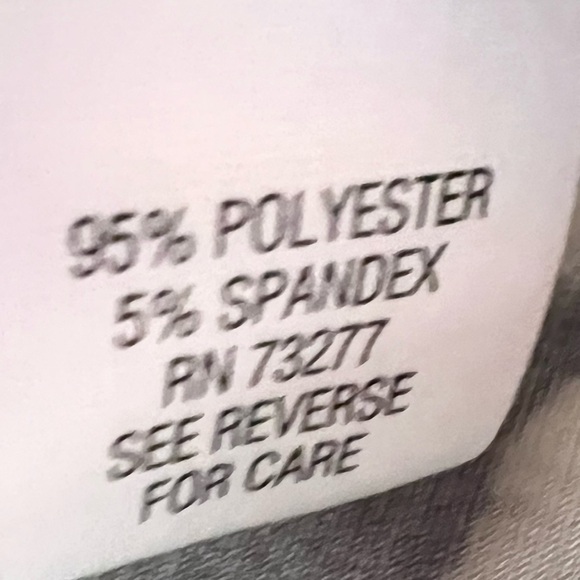 95% POLYESTER
5% SPANDEX
RN 73277
SEE REVERSE
FOR CARE